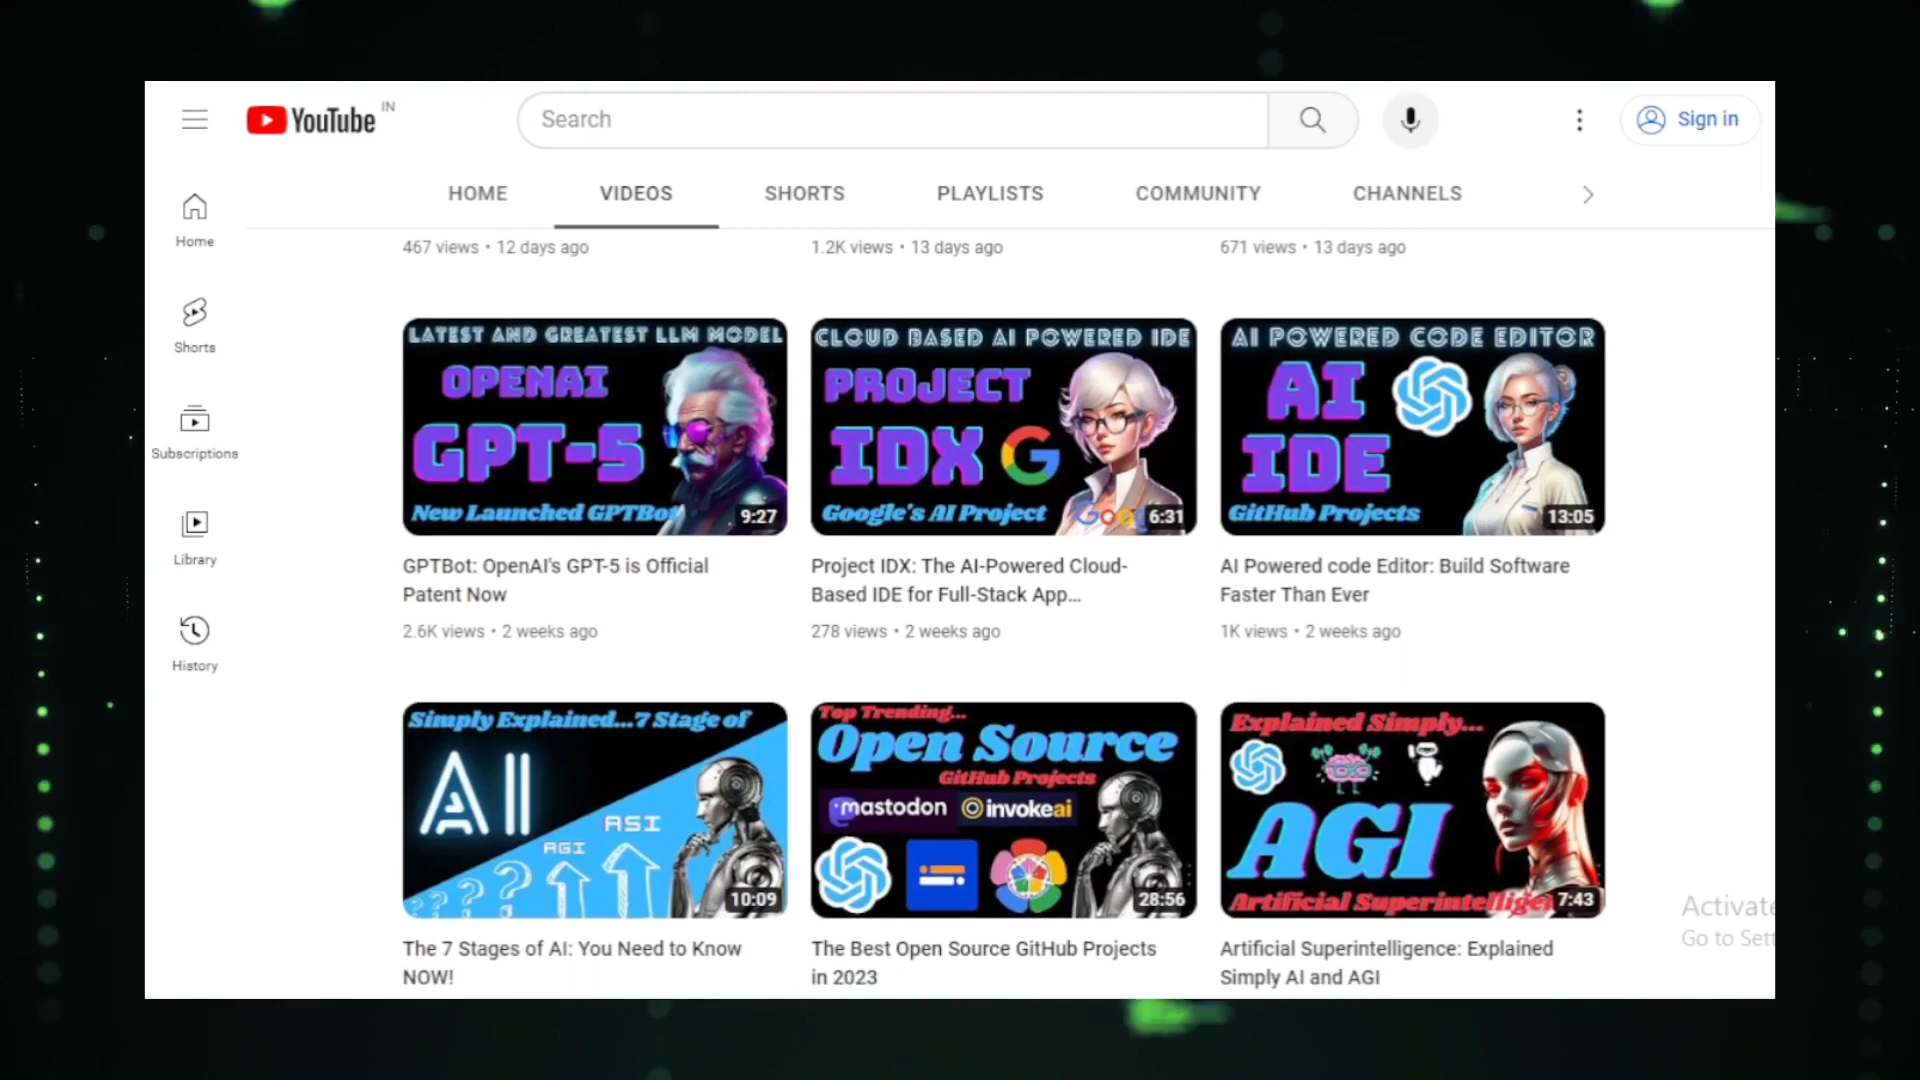 YouTube IN
Search
Sign in
HOME VIDEOS SHORTS PLAYLISTS COMMUNITY CHANNELS
Home
Shorts
Subscriptions
Library
History
467 views • 12 days ago
1.2K views • 13 days ago
671 views • 13 days ago
LATEST AND GREATEST LLM MODEL
OPENAI
GPT-5
New Launched GPTBot
9:27
CLOUD BASED AI POWERED IDE
PROJECT
IDX
Google's AI Project
6:31
AI POWERED CODE EDITOR
AI
IDE
GitHub Projects
13:05
GPTBot: OpenAI's GPT-5 is Official
Patent Now
2.6K views • 2 weeks ago
Project IDX: The AI-Powered Cloud-
Based IDE for Full-Stack App...
278 views • 2 weeks ago
AI Powered code Editor: Build Software
Faster Than Ever
1K views • 2 weeks ago
Simply Explained...7 Stage of
AI
ASI
AGI
10:09
Top Trending...
Open Source
GitHub Projects
mastodon invokeai
28:56
Explained Simply...
AGI
Artificial Superintellige
7:43
The 7 Stages of AI: You Need to Know
NOW!
The Best Open Source GitHub Projects
in 2023
Artificial Superintelligence: Explained
Simply AI and AGI
Activate
Go to Sett